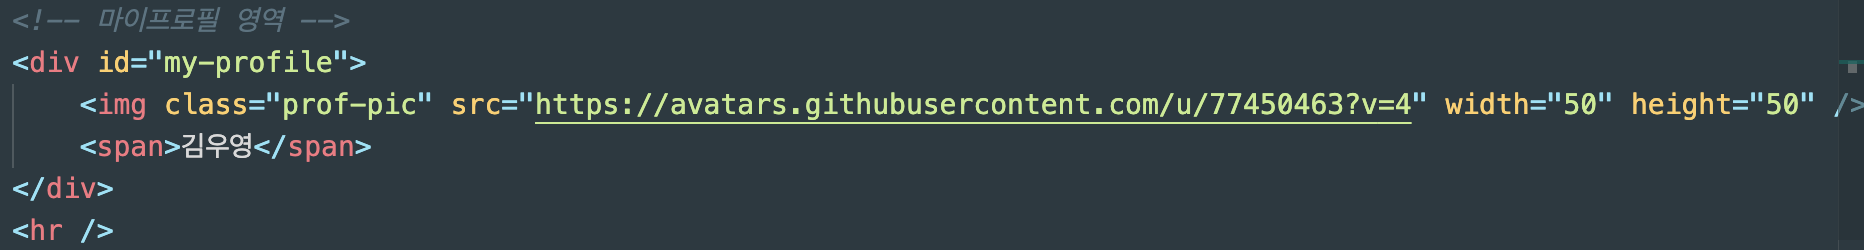 <!-- 마이프로필 영역 -->
<div id="my-profile">
<img class="prof-pic" src="https://avatars.githubusercontent.com/u/77450463?v=4" width="50" height="50" />
<span>김우영</span>
</div>
<hr />